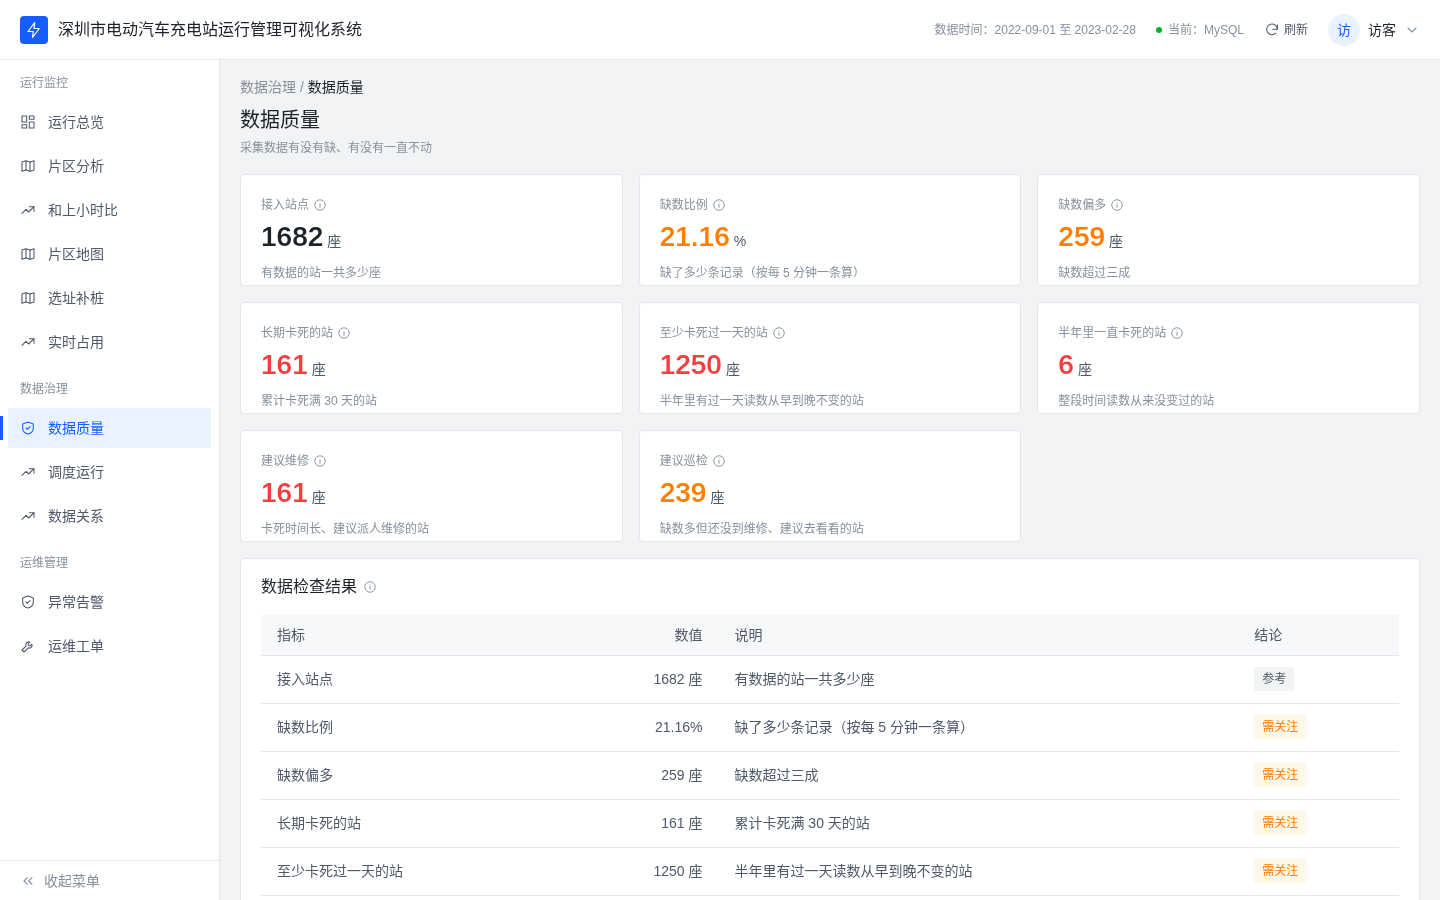 深圳市电动汽车充电站运行管理可视化系统
数据时间：2022-09-01 至 2023-02-28
当前：MySQL
刷新
访
访客
运行监控
运行总览
片区分析
和上小时比
片区地图
选址补桩
实时占用
数据治理
数据质量
调度运行
数据关系
运维管理
异常告警
运维工单
收起菜单
数据治理 / 数据质量
数据质量
采集数据有没有缺、有没有一直不动
接入站点
1682 座
有数据的站一共多少座
缺数比例
21.16 %
缺了多少条记录（按每 5 分钟一条算）
缺数偏多
259 座
缺数超过三成
长期卡死的站
161 座
累计卡死满 30 天的站
至少卡死过一天的站
1250 座
半年里有过一天读数从早到晚不变的站
半年里一直卡死的站
6 座
整段时间读数从来没变过的站
建议维修
161 座
卡死时间长、建议派人维修的站
建议巡检
239 座
缺数多但还没到维修、建议去看看的站
数据检查结果
指标 数值 说明 结论
接入站点 1682 座 有数据的站一共多少座 参考
缺数比例 21.16% 缺了多少条记录（按每 5 分钟一条算） 需关注
缺数偏多 259 座 缺数超过三成 需关注
长期卡死的站 161 座 累计卡死满 30 天的站 需关注
至少卡死过一天的站 1250 座 半年里有过一天读数从早到晚不变的站 需关注